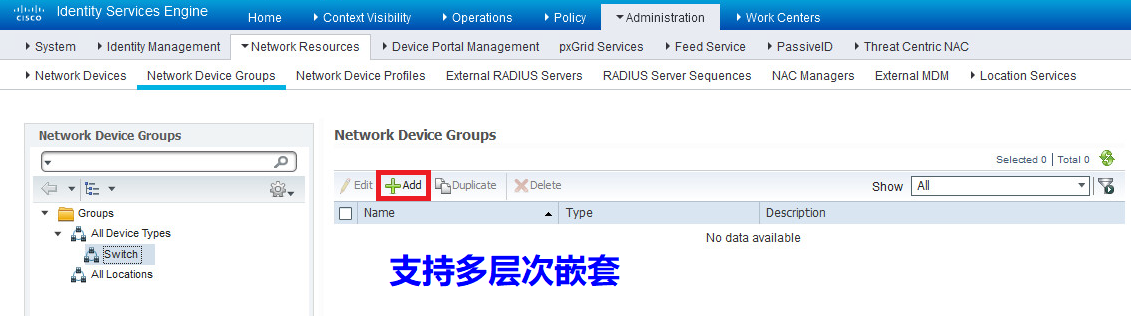 cisco Identity Services Engine Home Context Visibility Operations Policy Administration Work Centers
System Identity Management Network Resources Device Portal Management pxGrid Services Feed Service PassiveID Threat Centric NAC
Network Devices Network Device Groups Network Device Profiles External RADIUS Servers RADIUS Server Sequences NAC Managers External MDM Location Services
Network Device Groups
Groups
All Device Types
Switch
All Locations
Network Device Groups
Selected 0 | Total 0
Edit Add Duplicate Delete Show All
Name Type Description
No data available
支持多层次嵌套